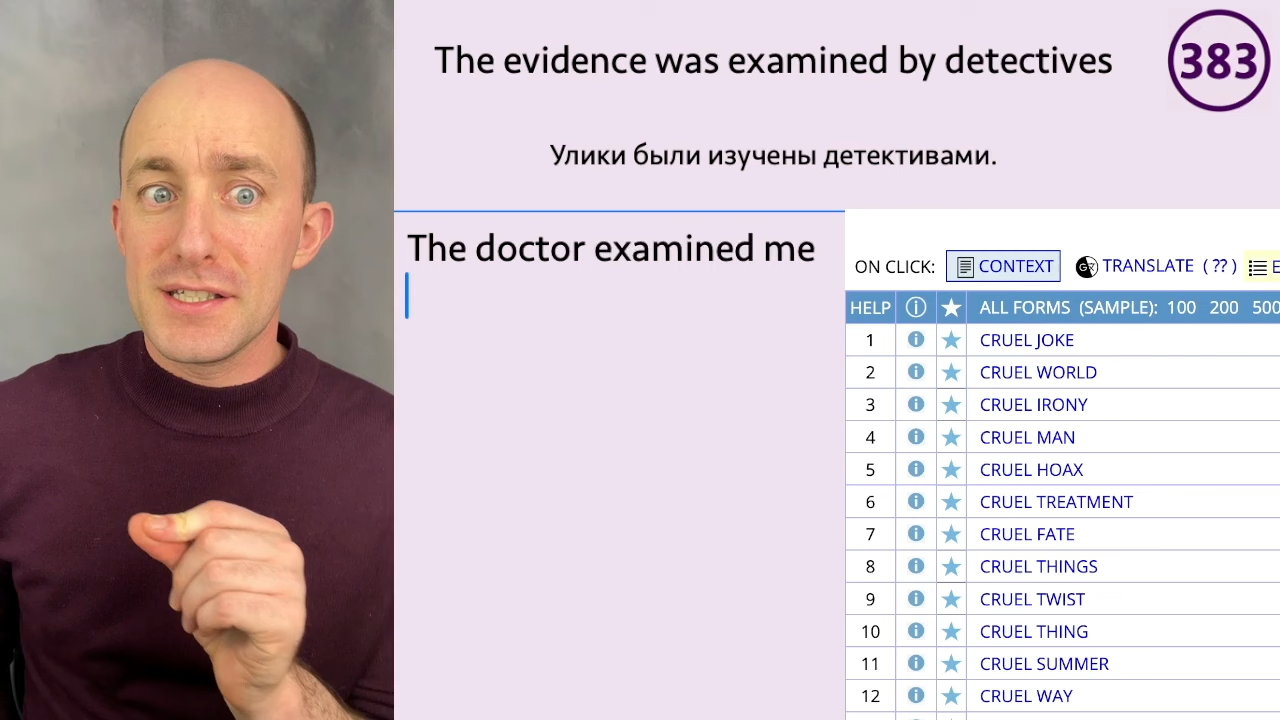 The evidence was examined by detectives
383
Улики были изучены детективами.
The doctor examined me
ON CLICK: CONTEXT TRANSLATE ( ?? ) E
HELP ALL FORMS (SAMPLE): 100 200 500
1 CRUEL JOKE
2 CRUEL WORLD
3 CRUEL IRONY
4 CRUEL MAN
5 CRUEL HOAX
6 CRUEL TREATMENT
7 CRUEL FATE
8 CRUEL THINGS
9 CRUEL TWIST
10 CRUEL THING
11 CRUEL SUMMER
12 CRUEL WAY